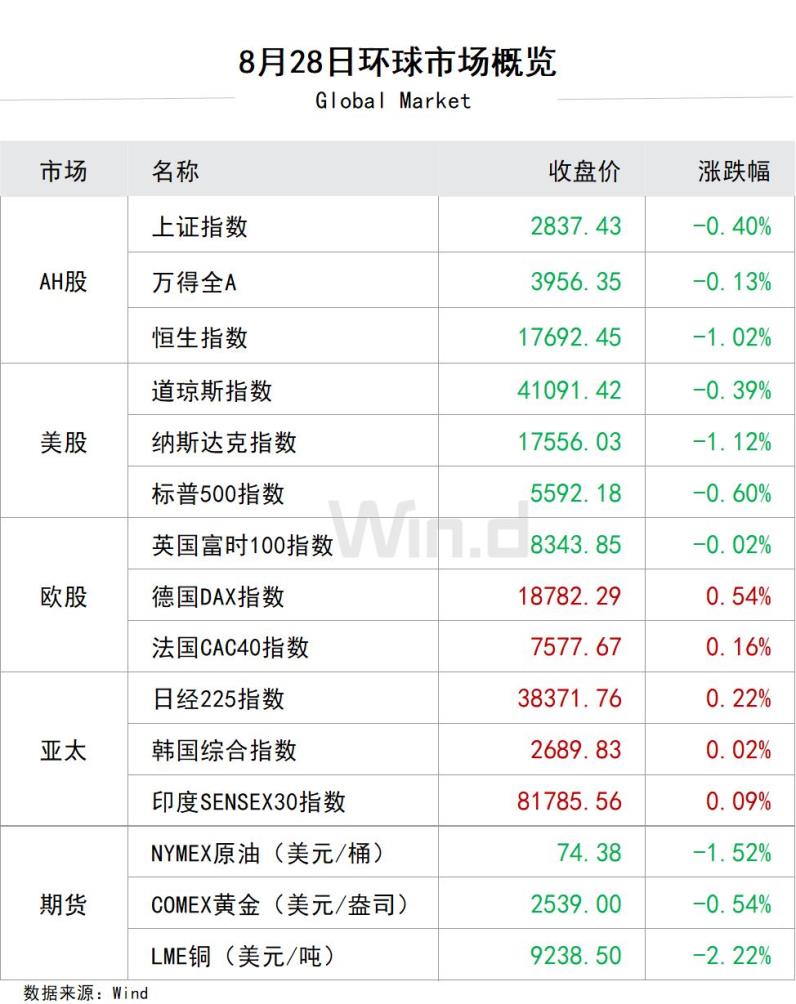 8月28日环球市场概览
Global Market
市场 名称 收盘价 涨跌幅
AH股
上证指数 2837.43 -0.40%
万得全A 3956.35 -0.13%
恒生指数 17692.45 -1.02%
美股
道琼斯指数 41091.42 -0.39%
纳斯达克指数 17556.03 -1.12%
标普500指数 5592.18 -0.60%
Win.d
欧股
英国富时100指数 8343.85 -0.02%
德国DAX指数 18782.29 0.54%
法国CAC40指数 7577.67 0.16%
亚太
日经225指数 38371.76 0.22%
韩国综合指数 2689.83 0.02%
印度SENSEX30指数 81785.56 0.09%
期货
NYMEX原油（美元/桶） 74.38 -1.52%
COMEX黄金（美元/盎司） 2539.00 -0.54%
LME铜（美元/吨） 9238.50 -2.22%
数据来源：Wind